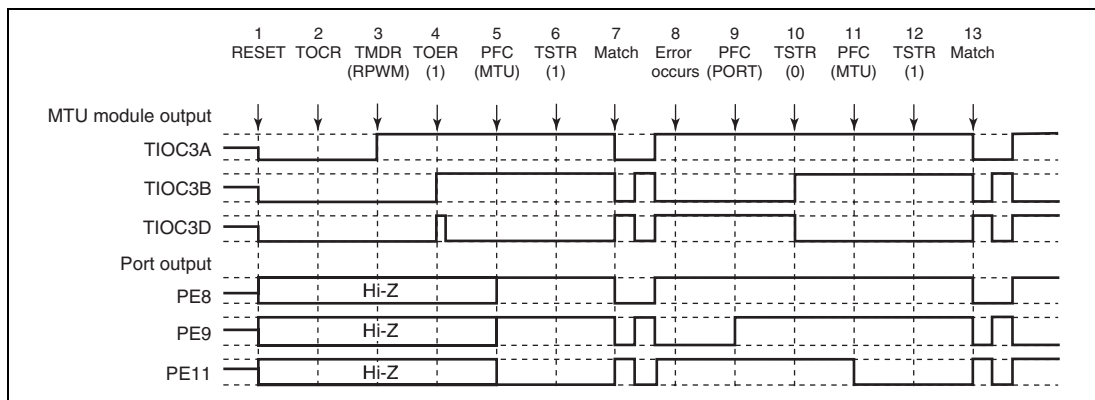 1 2 3 4 5 6 7 8 9 10 11 12 13
RESET TOCR TMDR TOER PFC TSTR Match Error PFC TSTR PFC TSTR Match
(RPWM) (1) (MTU) (1) occurs (PORT) (0) (MTU) (1)
MTU module output
TIOC3A
TIOC3B
TIOC3D
Port output
PE8 Hi-Z
PE9 Hi-Z
PE11 Hi-Z